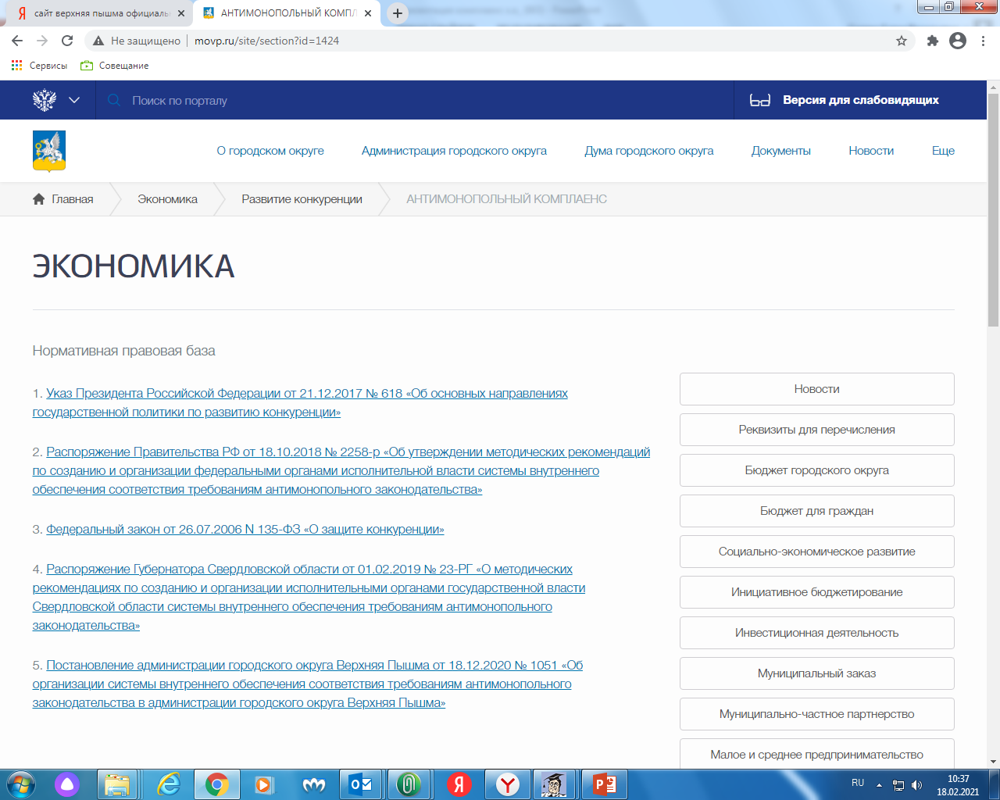 сайт верхняя пышма официаль
АНТИМОНОПОЛЬНЫЙ КОМПЛ
Не защищено
movp.ru/site/section?id=1424
Сервисы
Совещание
Поиск по порталу
Версия для слабовидящих
О городском округе
Администрация городского округа
Дума городского округа
Документы
Новости
Еще
Главная
Экономика
Развитие конкуренции
АНТИМОНОПОЛЬНЫЙ КОМПЛАЕНС
ЭКОНОМИКА
Нормативная правовая база
1. Указ Президента Российской Федерации от 21.12.2017 № 618 «Об основных направлениях
государственной политики по развитию конкуренции»
2. Распоряжение Правительства РФ от 18.10.2018 № 2258-р «Об утверждении методических рекомендаций
по созданию и организации федеральными органами исполнительной власти системы внутреннего
обеспечения соответствия требованиям антимонопольного законодательства»
3. Федеральный закон от 26.07.2006 N 135-ФЗ «О защите конкуренции»
4. Распоряжение Губернатора Свердловской области от 01.02.2019 № 23-РГ «О методических
рекомендациях по созданию и организации исполнительными органами государственной власти
Свердловской области системы внутреннего обеспечения требованиям антимонопольного
законодательства»
5. Постановление администрации городского округа Верхняя Пышма от 18.12.2020 № 1051 «Об
организации системы внутреннего обеспечения соответствия требованиям антимонопольного
законодательства в администрации городского округа Верхняя Пышма»
Новости
Реквизиты для перечисления
Бюджет городского округа
Бюджет для граждан
Социально-экономическое развитие
Инициативное бюджетирование
Инвестиционная деятельность
Муниципальный заказ
Муниципально-частное партнерство
Малое и среднее предпринимательство
RU
10:37
18.02.2021